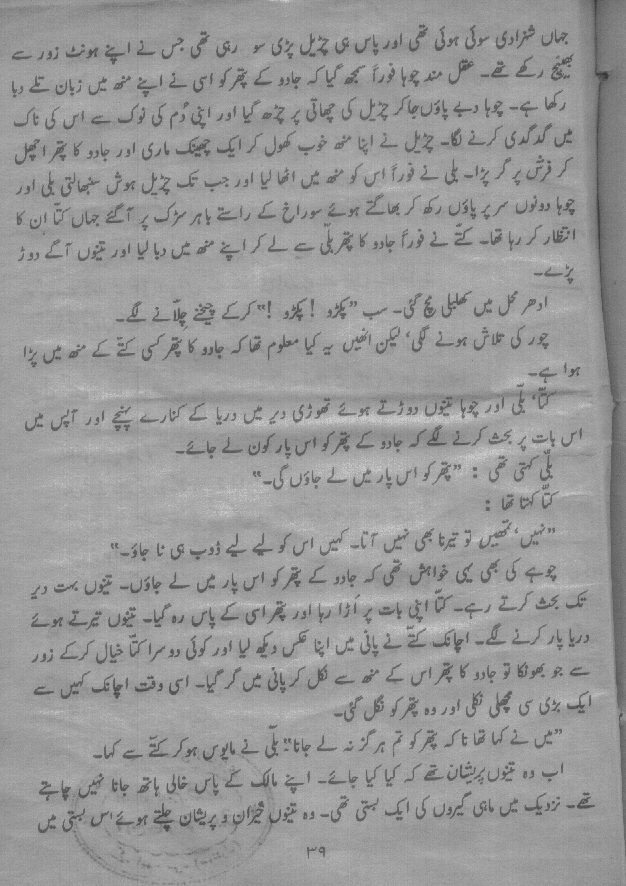 جہاں شہزادی سوئی ہوئی تھی اور پاس ہی چڑیل پڑی سو رہی تھی جس نے اپنے ہونٹ زور سے
بھینچ رکھے تھے۔ عقل مند چوہا فوراً سمجھ گیا کہ جادو کے پتھر کو اسی نے اپنے منھ میں زبان تلے دبا
رکھا ہے۔ چوہا دبے پاؤں جا کر چڑیل کی چھاتی پر چڑھ گیا اور اپنی دُم کی نوک سے اس کی ناک
میں گدگدی کرنے لگا۔ چڑیل نے اپنا منھ خوب کھول کر ایک چھینک ماری اور جادو کا پتھر اچھل
کر فرش پر گر پڑا۔ بلی نے فوراً اس کو منھ میں اٹھا لیا اور جب تک چڑیل ہوش سنبھالتی بلی اور
چوہا دونوں سر پر پاؤں رکھ کر بھاگتے ہوئے سوراخ کے راستے باہر سڑک پر آ گئے جہاں کتّا اِن کا
انتظار کر رہا تھا۔ کتّے نے فوراً جادو کا پتھر بلّی سے لے کر اپنے منھ میں دبا لیا اور تینوں آگے دوڑ
پڑے۔
ادھر محل میں کھلبلی مچ گئی۔ سب ”پکڑو ! پکڑو !“ کرکے چیخنے چِلّانے لگے۔
چور کی تلاش ہونے لگی، لیکن انھیں یہ کیا معلوم تھا کہ جادو کا پتھر کسی کتّے کے منھ میں پڑا
ہوا ہے۔
کتّا، بلّی اور چوہا تینوں دوڑتے ہوئے تھوڑی دیر میں دریا کے کنارے پہنچے اور آپس میں
اس بات پر بحث کرنے لگے کہ جادو کے پتھر کو اس پار کون لے جائے۔
بلّی کہتی تھی : ”پتھر کو اس پار میں لے جاؤں گی۔“
کتا کہتا تھا :
”نہیں، تمھیں تو تیرنا بھی نہیں آتا۔ کہیں اس کو لیے لیے ڈوب ہی نا جاؤ۔“
چوہے کی بھی یہی خواہش تھی کہ جادو کے پتھر کو اس پار میں لے جاؤں۔ تینوں بہت دیر
تک بحث کرتے رہے۔ کتّا اپنی بات پر اَڑا رہا اور پتھر اسی کے پاس رہ گیا۔ تینوں تیرتے ہوئے
دریا پار کرنے لگے۔ اچانک کتّے نے پانی میں اپنا عکس دیکھ لیا اور کوئی دوسرا کتّا خیال کرکے زور
سے جو بھونکا تو جادو کا پتھر اس کے منھ سے نکل کر پانی میں گر گیا۔ اسی وقت اچانک کہیں سے
ایک بڑی سی مچھلی نکلی اور وہ پتھر کو نگل گئی۔
”میں نے کہا تھا نا کہ پتھر کو تم ہرگز نہ لے جانا“۔ بلّی نے مایوس ہو کر کتّے سے کہا۔
اب وہ تینوں پریشان تھے کہ کیا کیا جائے۔ اپنے مالک کے پاس خالی ہاتھ جانا نہیں چاہتے
تھے۔ نزدیک میں ماہی گیروں کی ایک بستی تھی۔ وہ تینوں حیران و پریشان چلتے ہوئے اس بستی میں
۳۹